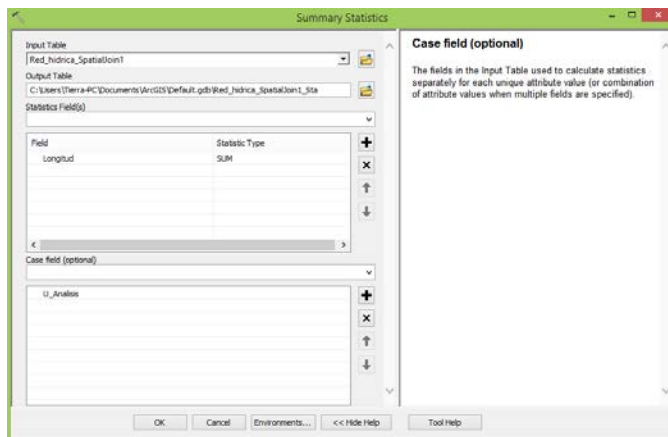 Summary Statistics
Input Table
Red_hidrica_SpatialJoin1
Output Table
C:\Users\Tierra-PC\Documents\ArcGIS\Default.gdb\Red_hidrica_SpatialJoin1_Sta
Statistics Field(s)
Field Statistic Type
Longitud SUM
Case field (optional)
U_Analisis
OK Cancel Environments... << Hide Help Tool Help
Case field (optional)
The fields in the Input Table used to calculate statistics
separately for each unique attribute value (or combination
of attribute values when multiple fields are specified).